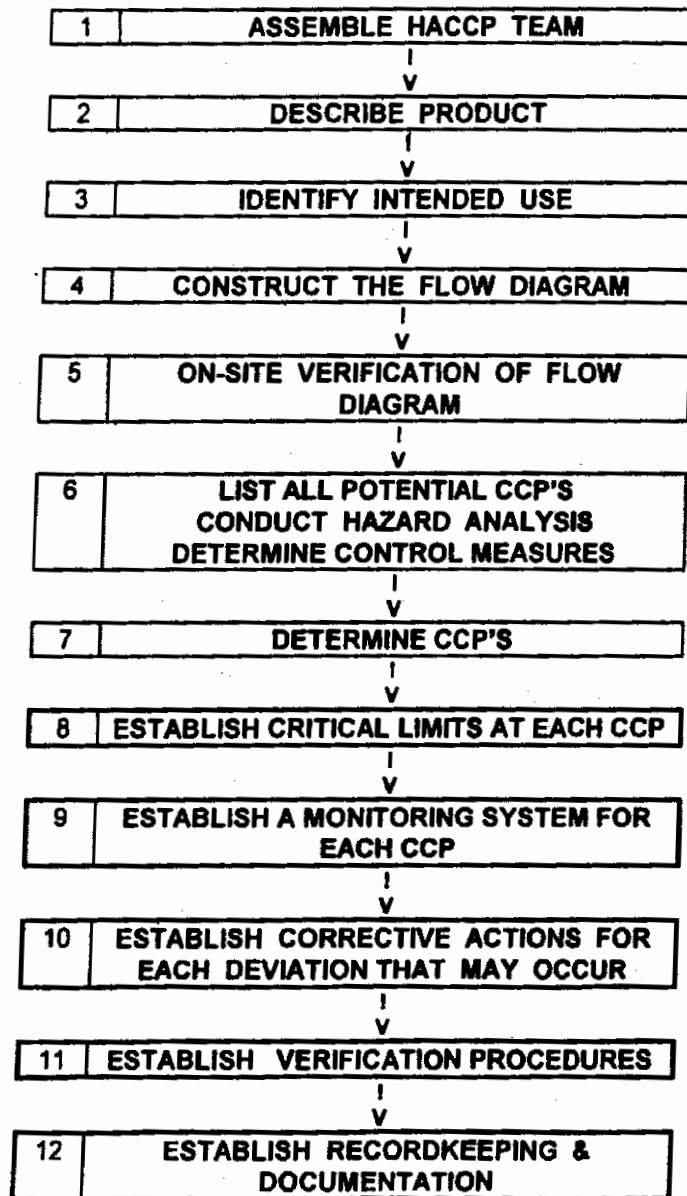 1 ASSEMBLE HACCP TEAM
2 DESCRIBE PRODUCT
3 IDENTIFY INTENDED USE
4 CONSTRUCT THE FLOW DIAGRAM
5 ON-SITE VERIFICATION OF FLOW
DIAGRAM
6 LIST ALL POTENTIAL CCP'S
CONDUCT HAZARD ANALYSIS
DETERMINE CONTROL MEASURES
7 DETERMINE CCP'S
8 ESTABLISH CRITICAL LIMITS AT EACH CCP
9 ESTABLISH A MONITORING SYSTEM FOR
EACH CCP
10 ESTABLISH CORRECTIVE ACTIONS FOR
EACH DEVIATION THAT MAY OCCUR
11 ESTABLISH VERIFICATION PROCEDURES
12 ESTABLISH RECORDKEEPING &
DOCUMENTATION